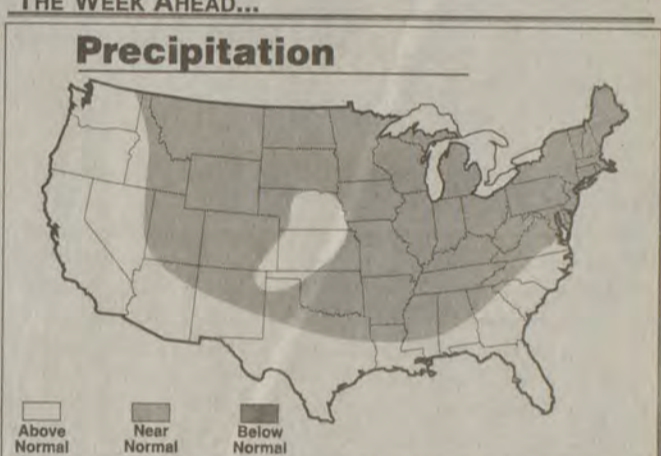 THE WEEK AHEAD...
Precipitation
Above Normal
Near Normal
Below Normal